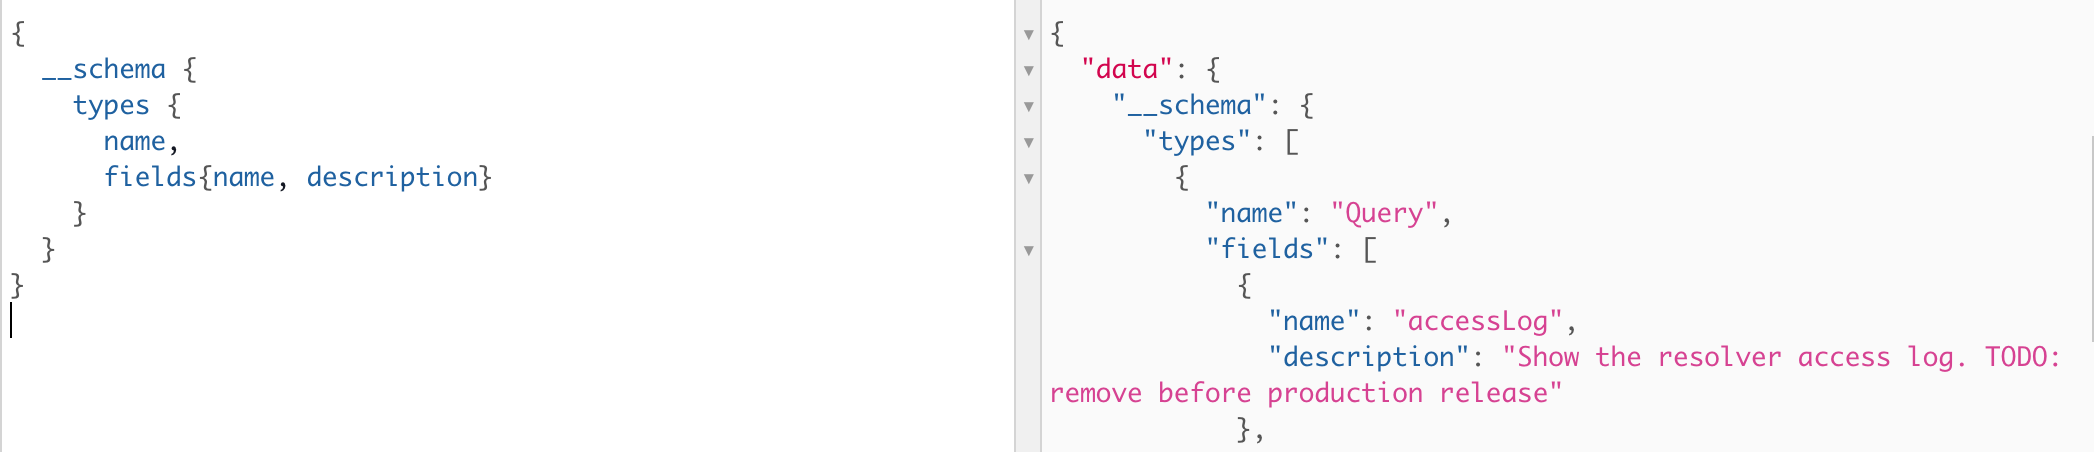 {
  __schema {
    types {
      name,
      fields{name, description}
    }
  }
}
{
  "data": {
    "__schema": {
      "types": [
        {
          "name": "Query",
          "fields": [
            {
              "name": "accessLog",
              "description": "Show the resolver access log. TODO:
remove before production release"
            },